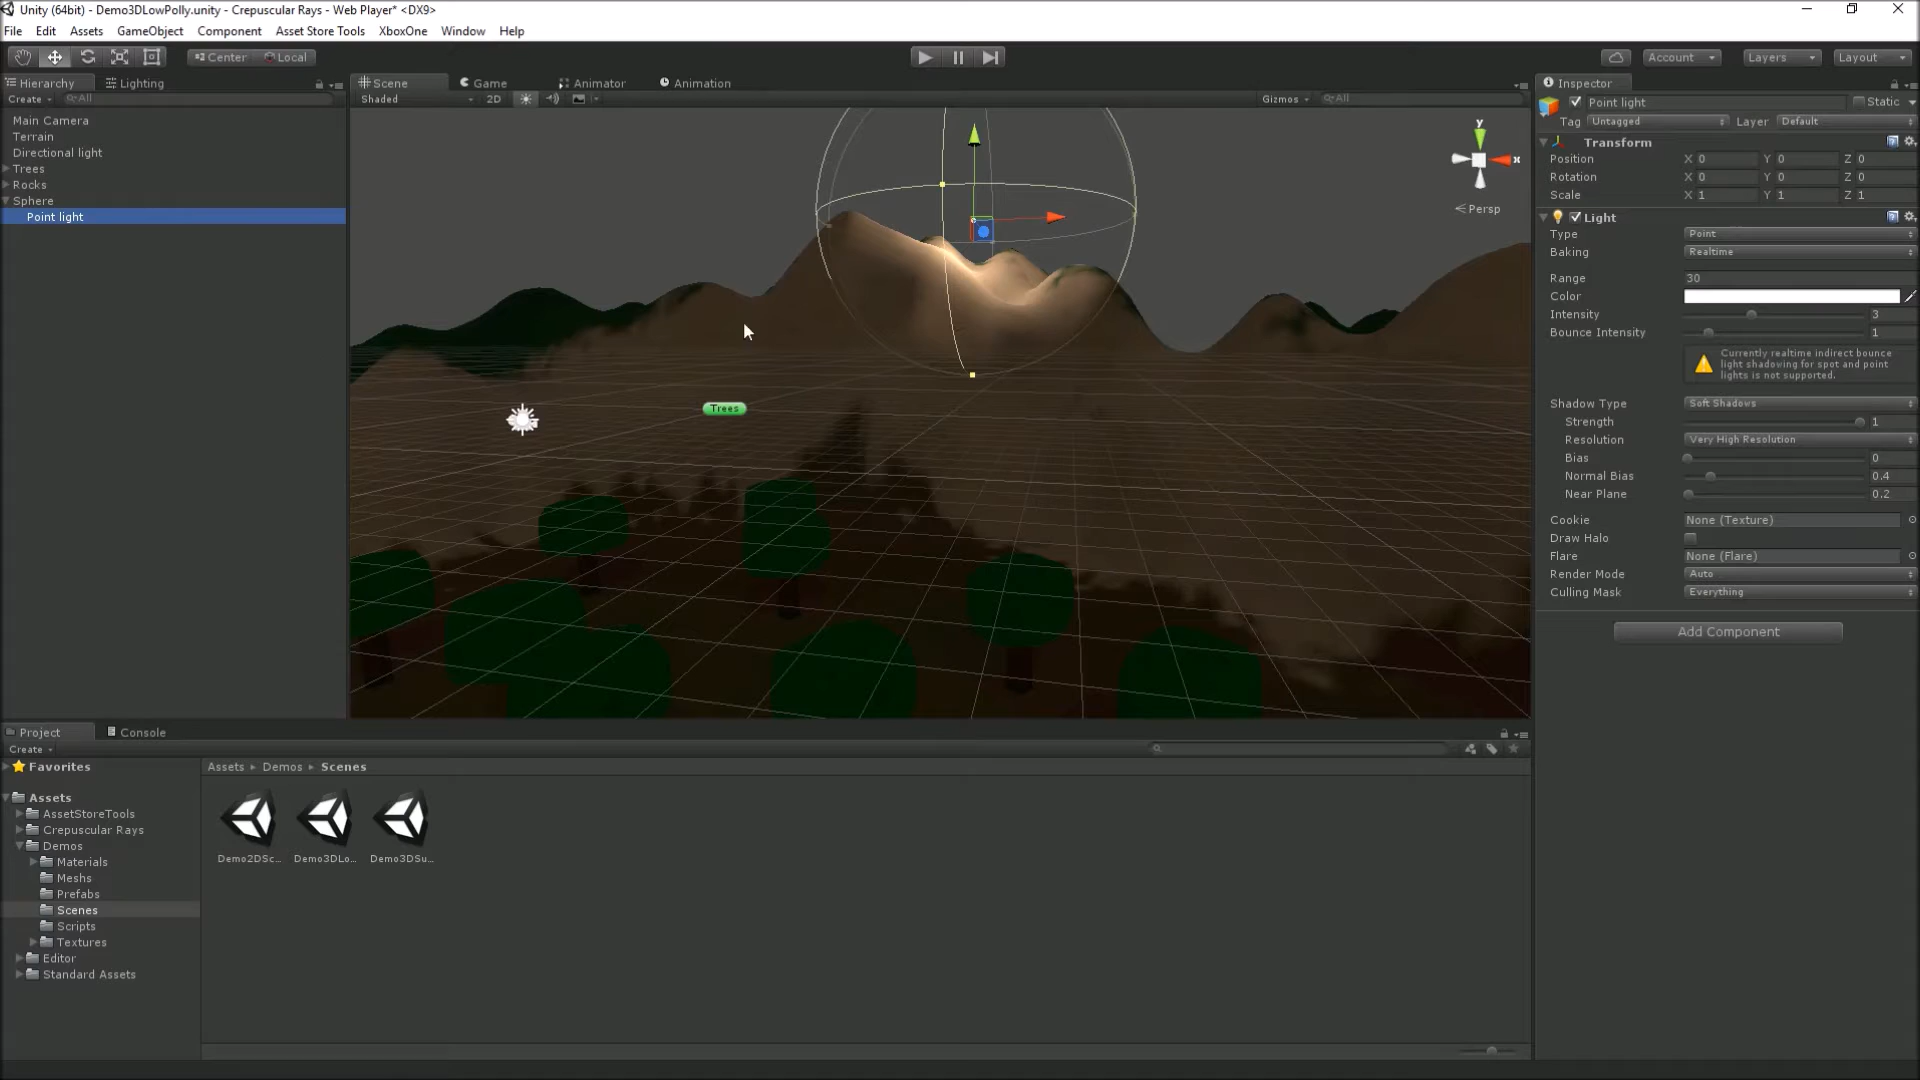 Unity (64bit) - Demo3DLowPolly.unity - Crepuscular Rays - Web Player* <DX9>
File Edit Assets GameObject Component Asset Store Tools XboxOne Window Help
Center Local Account Layers Layout
Hierarchy Lighting
Create All
Main Camera
Terrain
Directional light
Trees
Rocks
Sphere
Point light
Scene Game Animator Animation
Shaded 2D Gizmos All
y
x
Persp
Trees
Inspector
Point light Static
Tag Untagged Layer Default
Transform
Position X 0 Y 0 Z 0
Rotation X 0 Y 0 Z 0
Scale X 1 Y 1 Z 1
Light
Type Point
Baking Realtime
Range 30
Color
Intensity 3
Bounce Intensity 1
Currently realtime indirect bounce
light shadowing for spot and point
lights is not supported.
Shadow Type Soft Shadows
Strength 1
Resolution Very High Resolution
Bias 0
Normal Bias 0.4
Near Plane 0.2
Cookie None (Texture)
Draw Halo
Flare None (Flare)
Render Mode Auto
Culling Mask Everything
Add Component
Project Console
Create
Favorites
Assets
AssetStoreTools
Crepuscular Rays
Demos
Materials
Meshes
Prefabs
Scenes
Scripts
Textures
Editor
Standard Assets
Assets Demos Scenes
Demo2DSc... Demo3DLo... Demo3DSu...